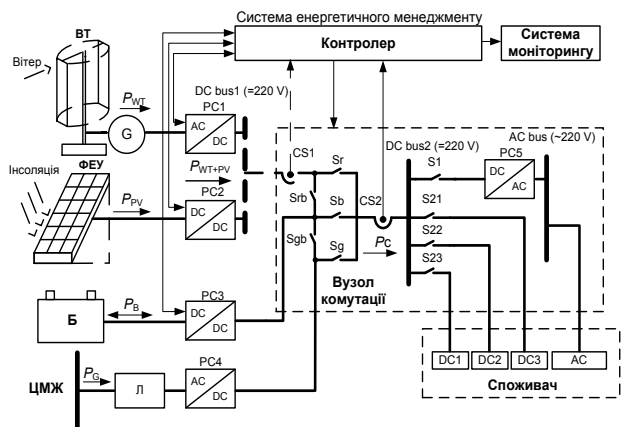 Система енергетичного менеджменту
Контролер
Система моніторингу
ВТ
Вітер
P_WT
G
PC1
AC
DC
DC bus1 (=220 V)
P_WT+PV
ФЕУ
Інсоляція
P_PV
PC2
DC
DC
CS1
Sr
Srb
Sb
Sgb
Sg
CS2
Pc
Вузол комутації
DC bus2 (=220 V)
AC bus (~220 V)
S1
PC5
DC
AC
S21
S22
S23
Б
P_B
PC3
DC
DC
ЦМЖ
P_G
Л
PC4
AC
DC
DC1
DC2
DC3
AC
Споживач